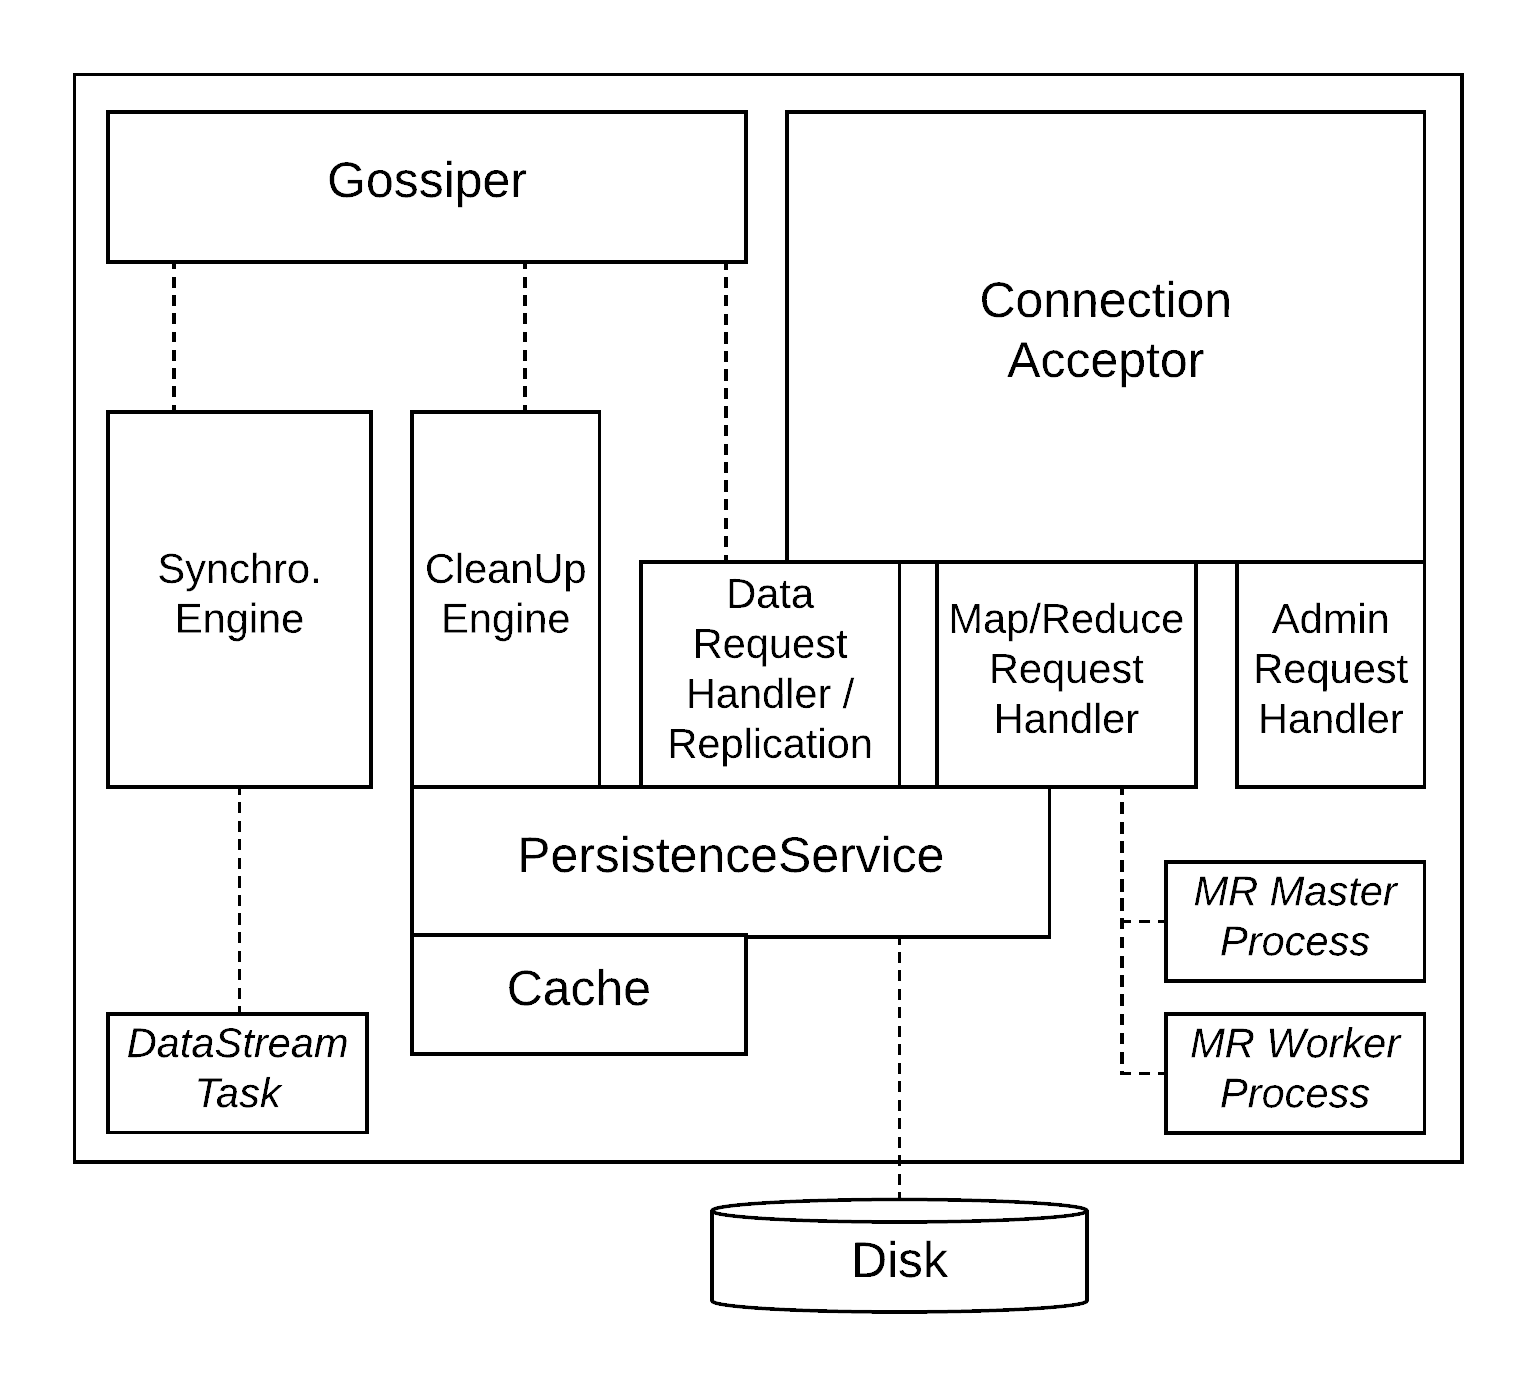 Gossiper
Connection
Acceptor
Synchro.
Engine
CleanUp
Engine
Data
Request
Handler /
Replication
Map/Reduce
Request
Handler
Admin
Request
Handler
PersistenceService
Cache
MR Master
Process
DataStream
Task
MR Worker
Process
Disk